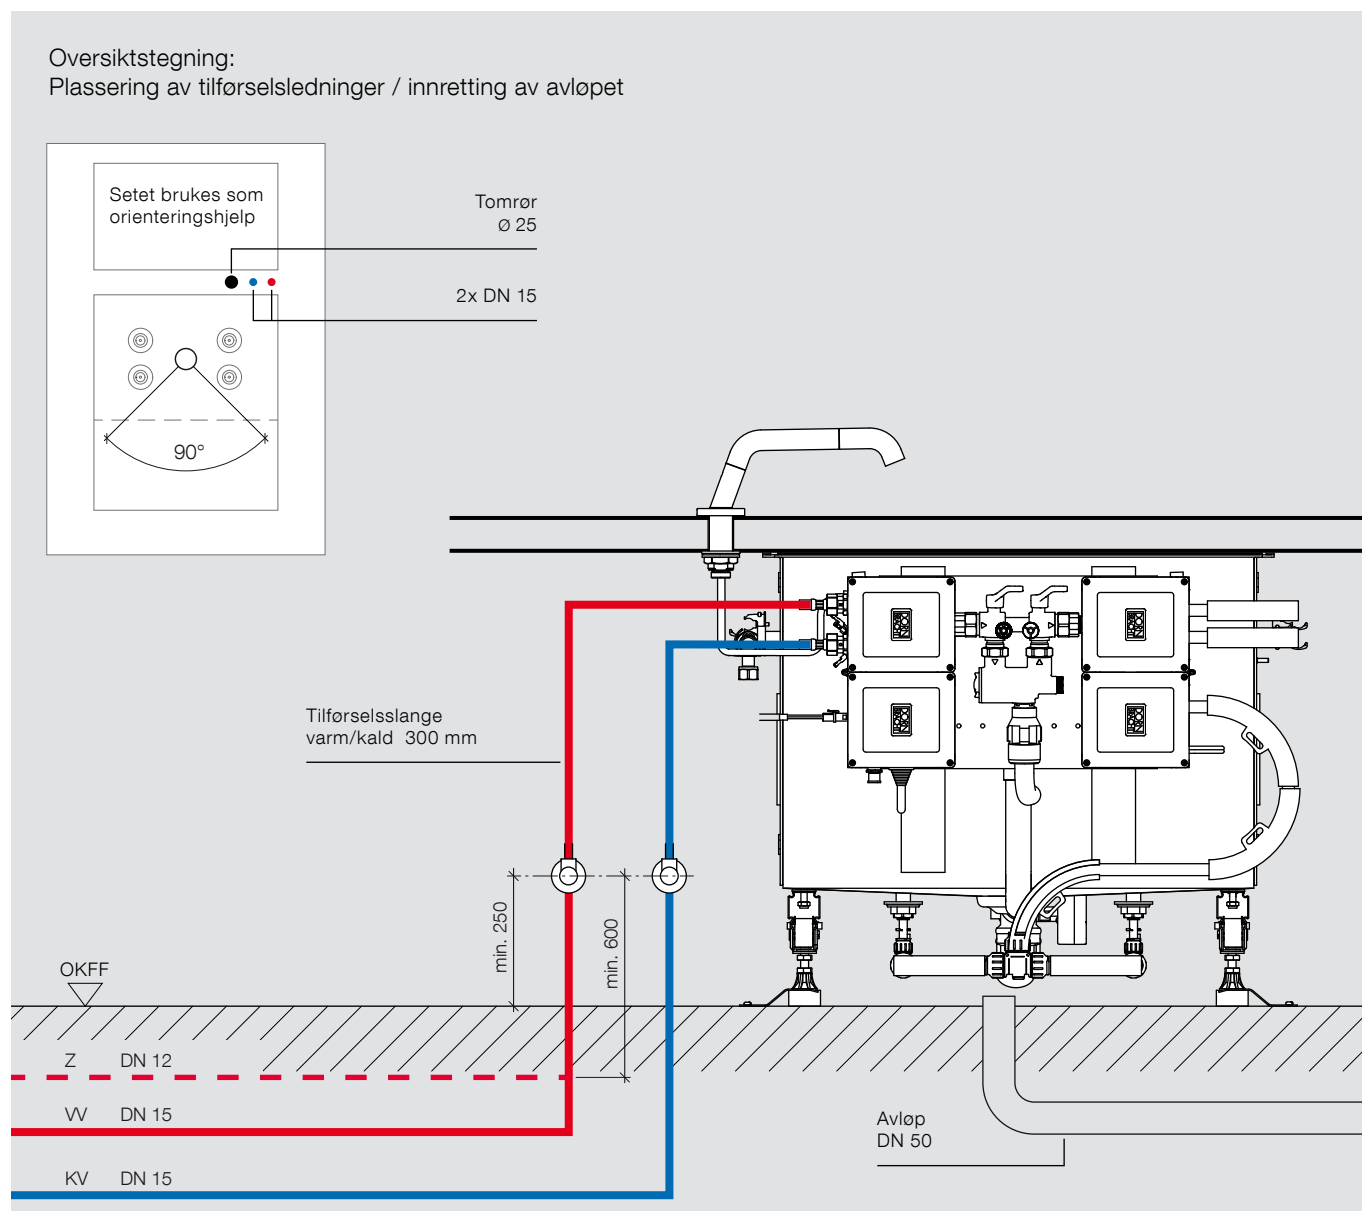 Oversiktstegning:
Plassering av tilførselsledninger / innretting av avløpet
Setet brukes som
orienteringshjelp
Tomrør
Ø 25
2x DN 15
90°
Tilførselsslange
varm/kald 300 mm
min. 250
min. 600
OKFF
Z DN 12
VV DN 15
KV DN 15
Avløp
DN 50